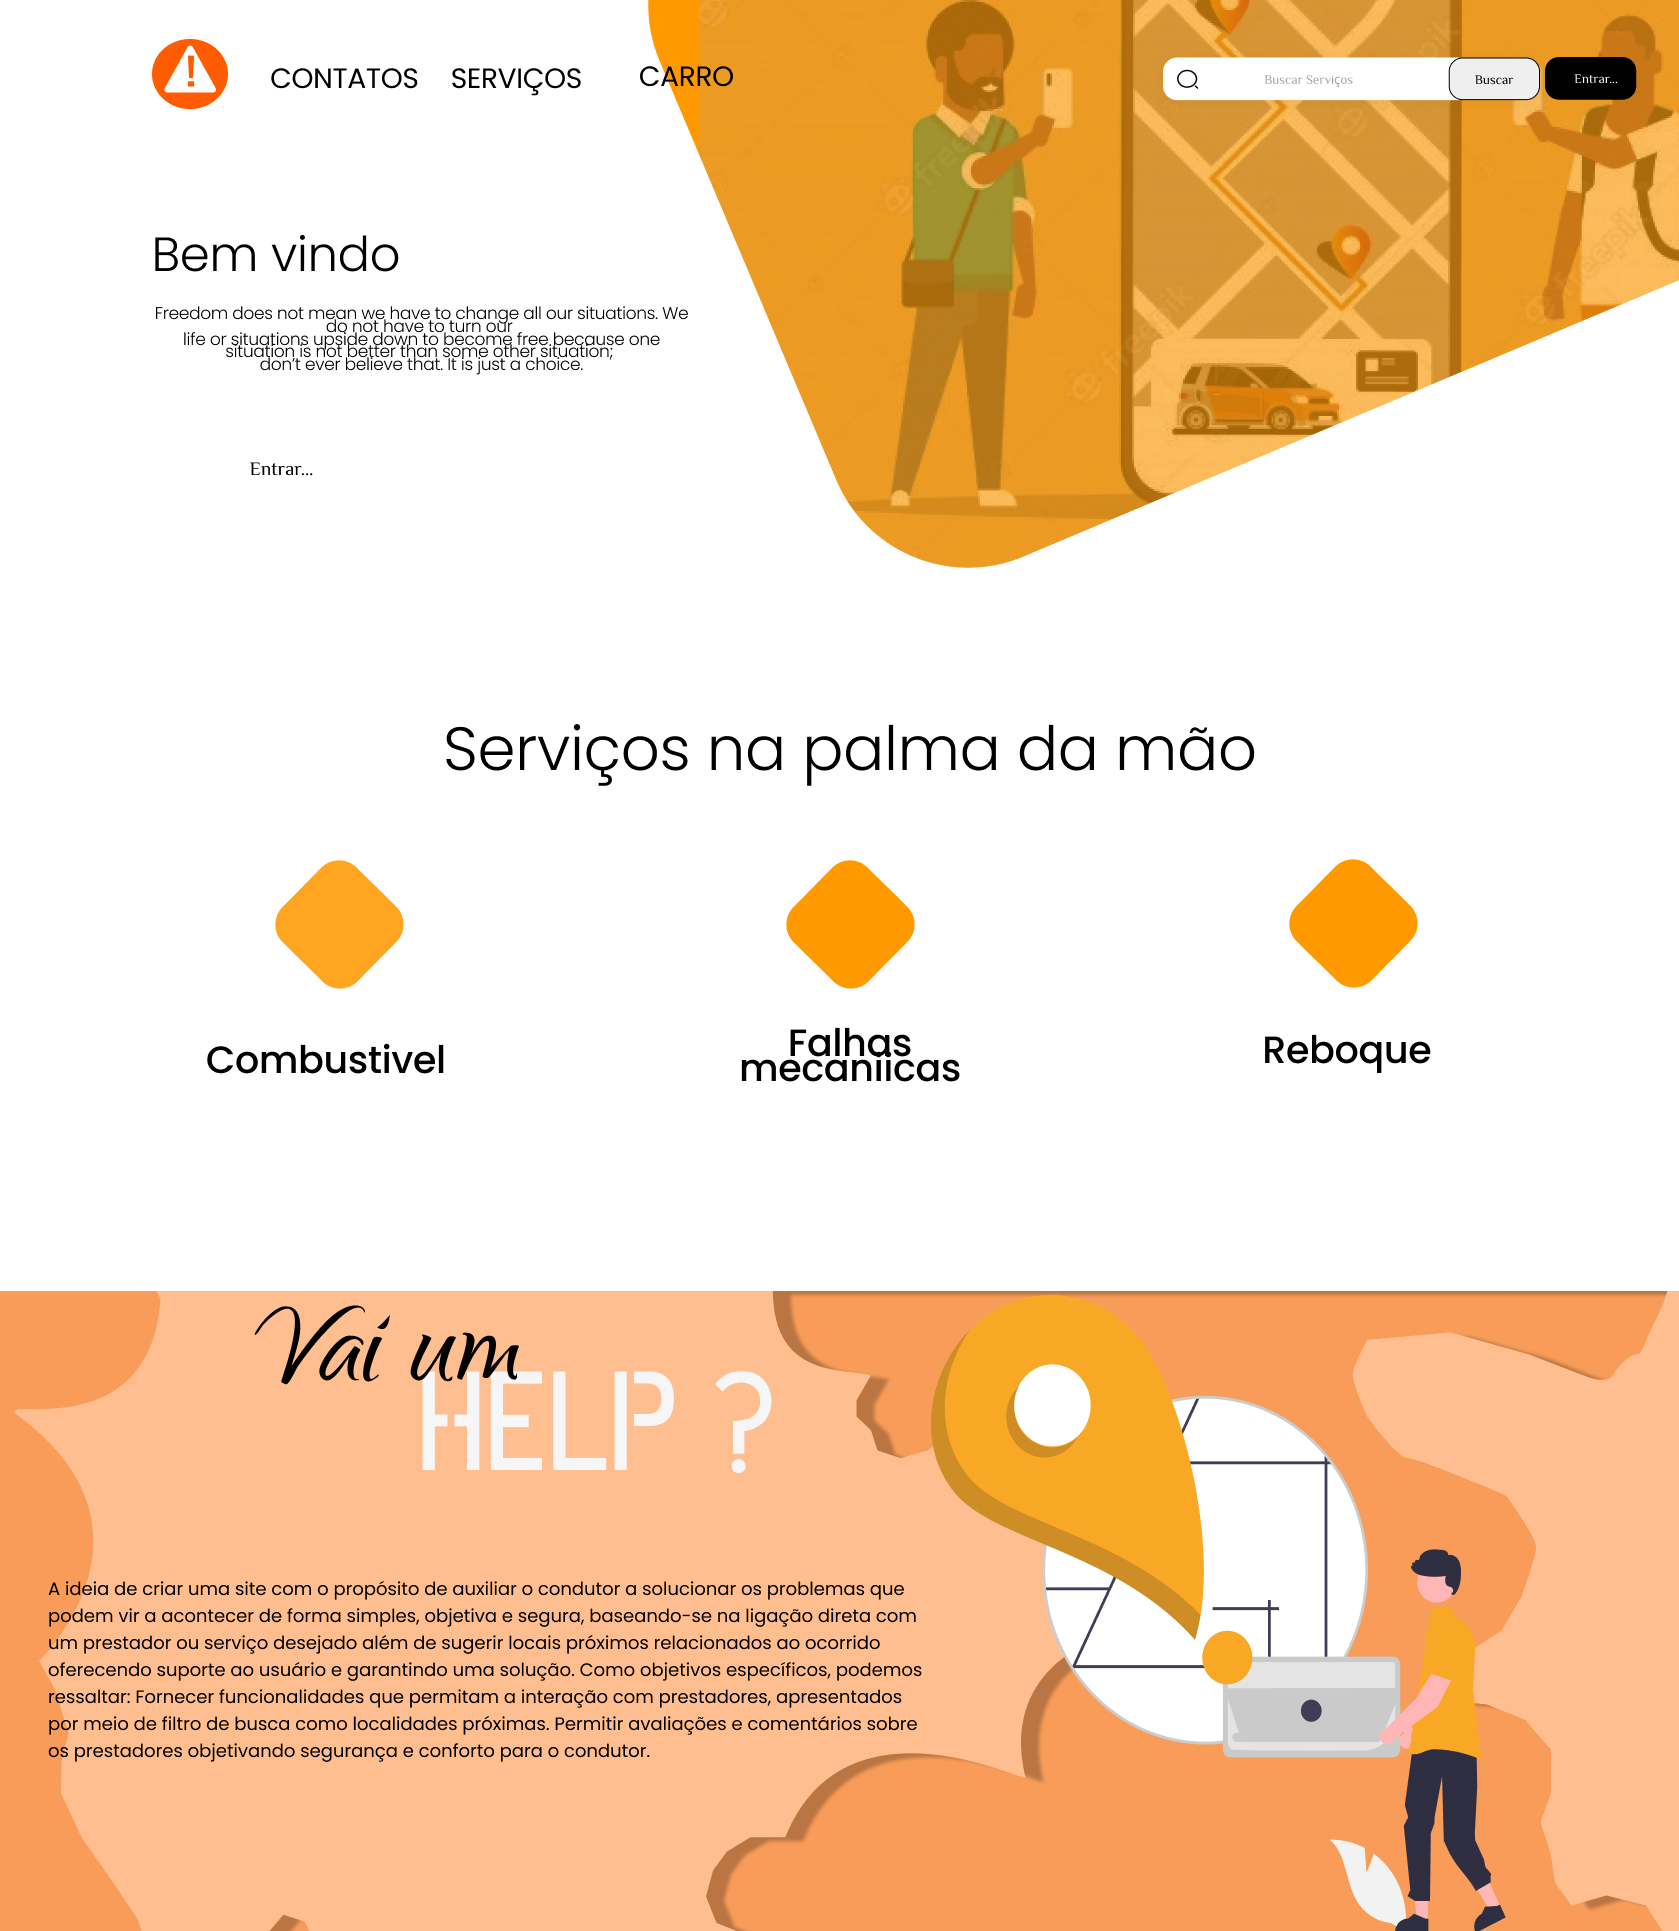 CONTATOS SERVIÇOS CARRO
Buscar Serviços Buscar Entrar...
Bem vindo
Freedom does not mean we have to change all our situations. We
do not have to turn our
life or situations upside down to become free because one
situation is not better than some other situation;
don't ever believe that. It is just a choice.
Entrar...
Serviços na palma da mão
Combustivel
Falhas
mecaniicas
Reboque
Vai um
HELP ?
A ideia de criar uma site com o propósito de auxiliar o condutor a solucionar os problemas que
podem vir a acontecer de forma simples, objetiva e segura, baseando-se na ligação direta com
um prestador ou serviço desejado além de sugerir locais próximos relacionados ao ocorrido
oferecendo suporte ao usuário e garantindo uma solução. Como objetivos específicos, podemos
ressaltar: Fornecer funcionalidades que permitam a interação com prestadores, apresentados
por meio de filtro de busca como localidades próximas. Permitir avaliações e comentários sobre
os prestadores objetivando segurança e conforto para o condutor.